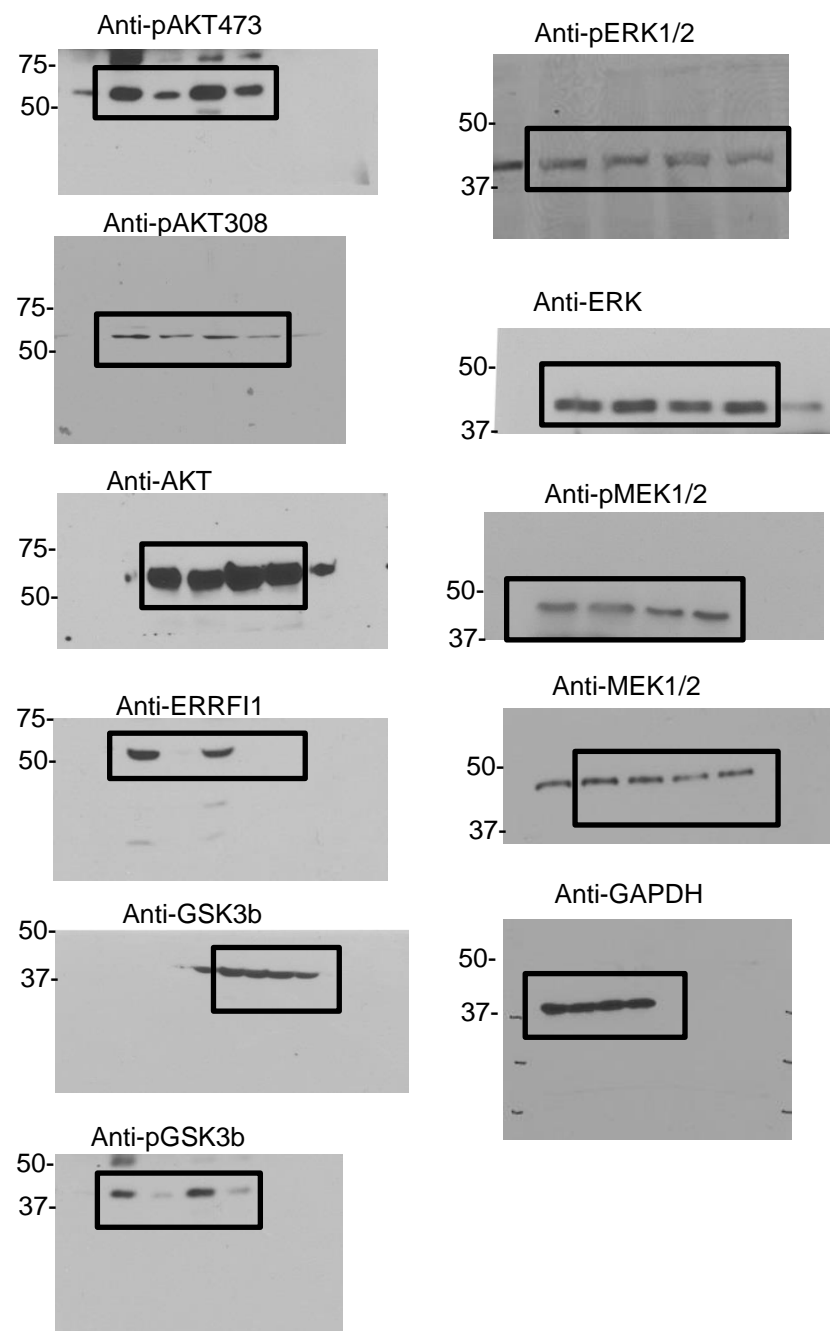 Anti-pAKT473
75-
50-
Anti-pAKT308
75-
50-
Anti-AKT
75-
50-
Anti-ERRFI1
75-
50-
Anti-GSK3b
50-
37-
Anti-pGSK3b
50-
37-
Anti-pERK1/2
50-
37-
Anti-ERK
50-
37-
Anti-pMEK1/2
50-
37-
Anti-MEK1/2
50-
37-
Anti-GAPDH
50-
37-